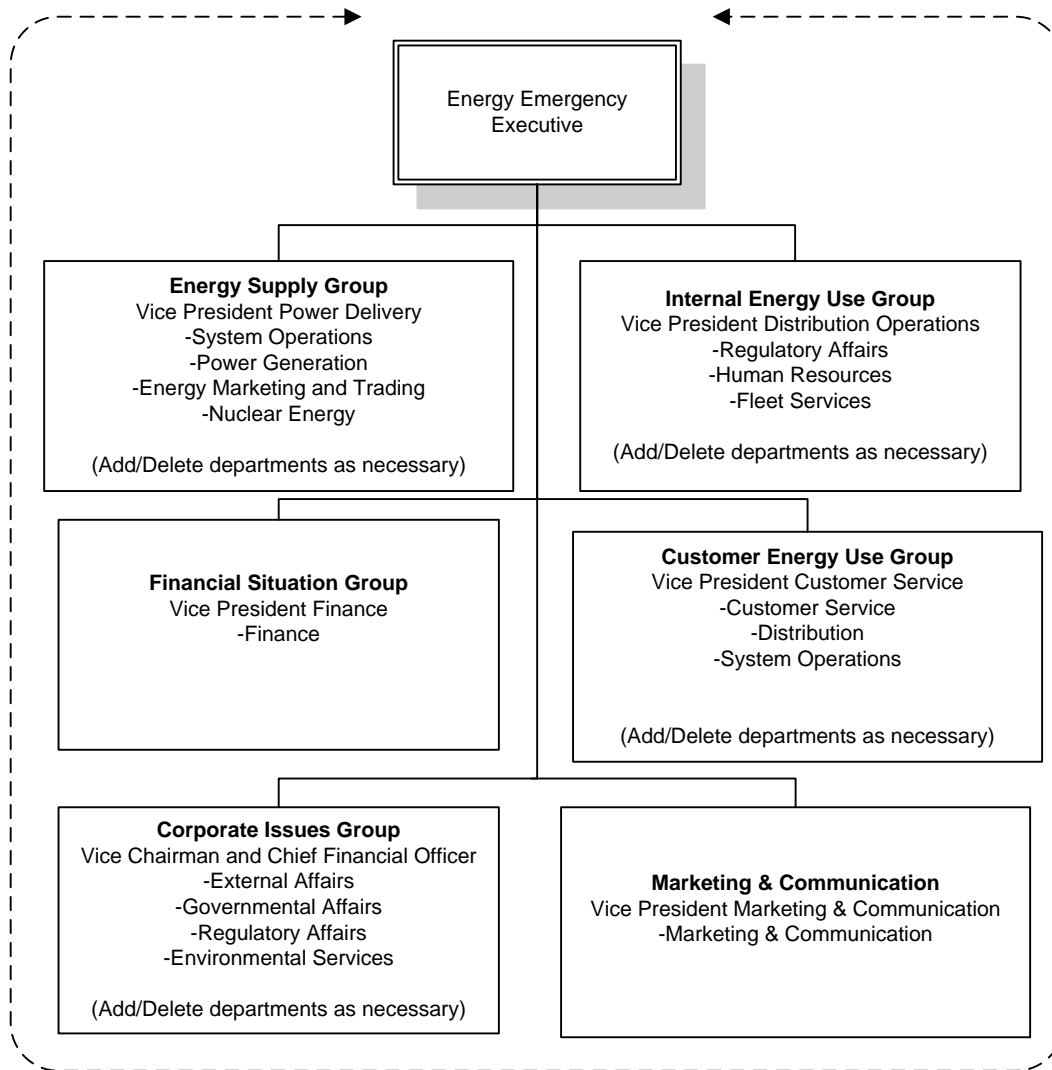 Energy Emergency
Executive
Energy Supply Group
Vice President Power Delivery
-System Operations
-Power Generation
-Energy Marketing and Trading
-Nuclear Energy
(Add/Delete departments as necessary)
Internal Energy Use Group
Vice President Distribution Operations
-Regulatory Affairs
-Human Resources
-Fleet Services
(Add/Delete departments as necessary)
Financial Situation Group
Vice President Finance
-Finance
Customer Energy Use Group
Vice President Customer Service
-Customer Service
-Distribution
-System Operations
(Add/Delete departments as necessary)
Corporate Issues Group
Vice Chairman and Chief Financial Officer
-External Affairs
-Governmental Affairs
-Regulatory Affairs
-Environmental Services
(Add/Delete departments as necessary)
Marketing & Communication
Vice President Marketing & Communication
-Marketing & Communication